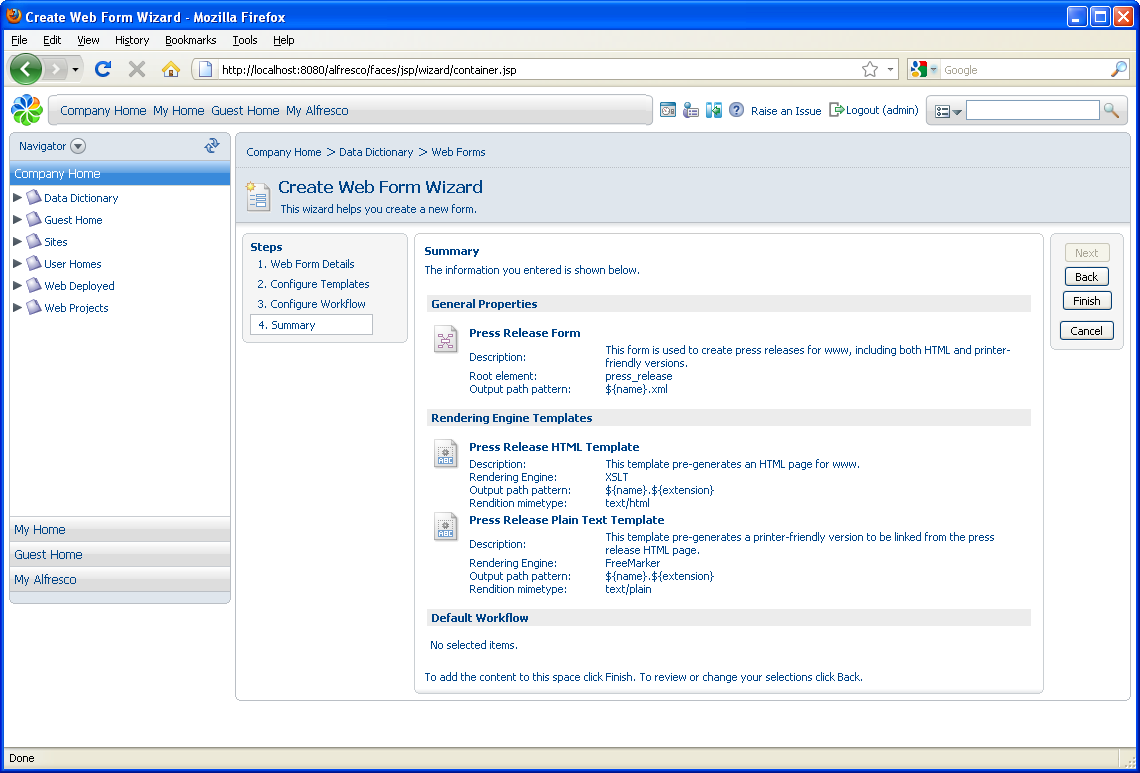 Create Web Form Wizard - Mozilla Firefox
File Edit View History Bookmarks Tools Help
http://localhost:8080/alfresco/faces/jsp/wizard/container.jsp
Google
Company Home My Home Guest Home My Alfresco
Raise an Issue
Logout (admin)
Navigator
Company Home
Data Dictionary
Guest Home
Sites
User Homes
Web Deployed
Web Projects
My Home
Guest Home
My Alfresco
Company Home > Data Dictionary > Web Forms
Create Web Form Wizard
This wizard helps you create a new form.
Steps
1. Web Form Details
2. Configure Templates
3. Configure Workflow
4. Summary
Summary
The information you entered is shown below.
General Properties
Press Release Form
Description: This form is used to create press releases for www, including both HTML and printer-
friendly versions.
Root element: press_release
Output path pattern: ${name}.xml
Rendering Engine Templates
Press Release HTML Template
Description: This template pre-generates an HTML page for www.
Rendering Engine: XSLT
Output path pattern: ${name}.${extension}
Rendition mimetype: text/html
Press Release Plain Text Template
Description: This template pre-generates a printer-friendly version to be linked from the press
release HTML page.
Rendering Engine: FreeMarker
Output path pattern: ${name}.${extension}
Rendition mimetype: text/plain
Default Workflow
No selected items.
To add the content to this space click Finish. To review or change your selections click Back.
Next
Back
Finish
Cancel
Done